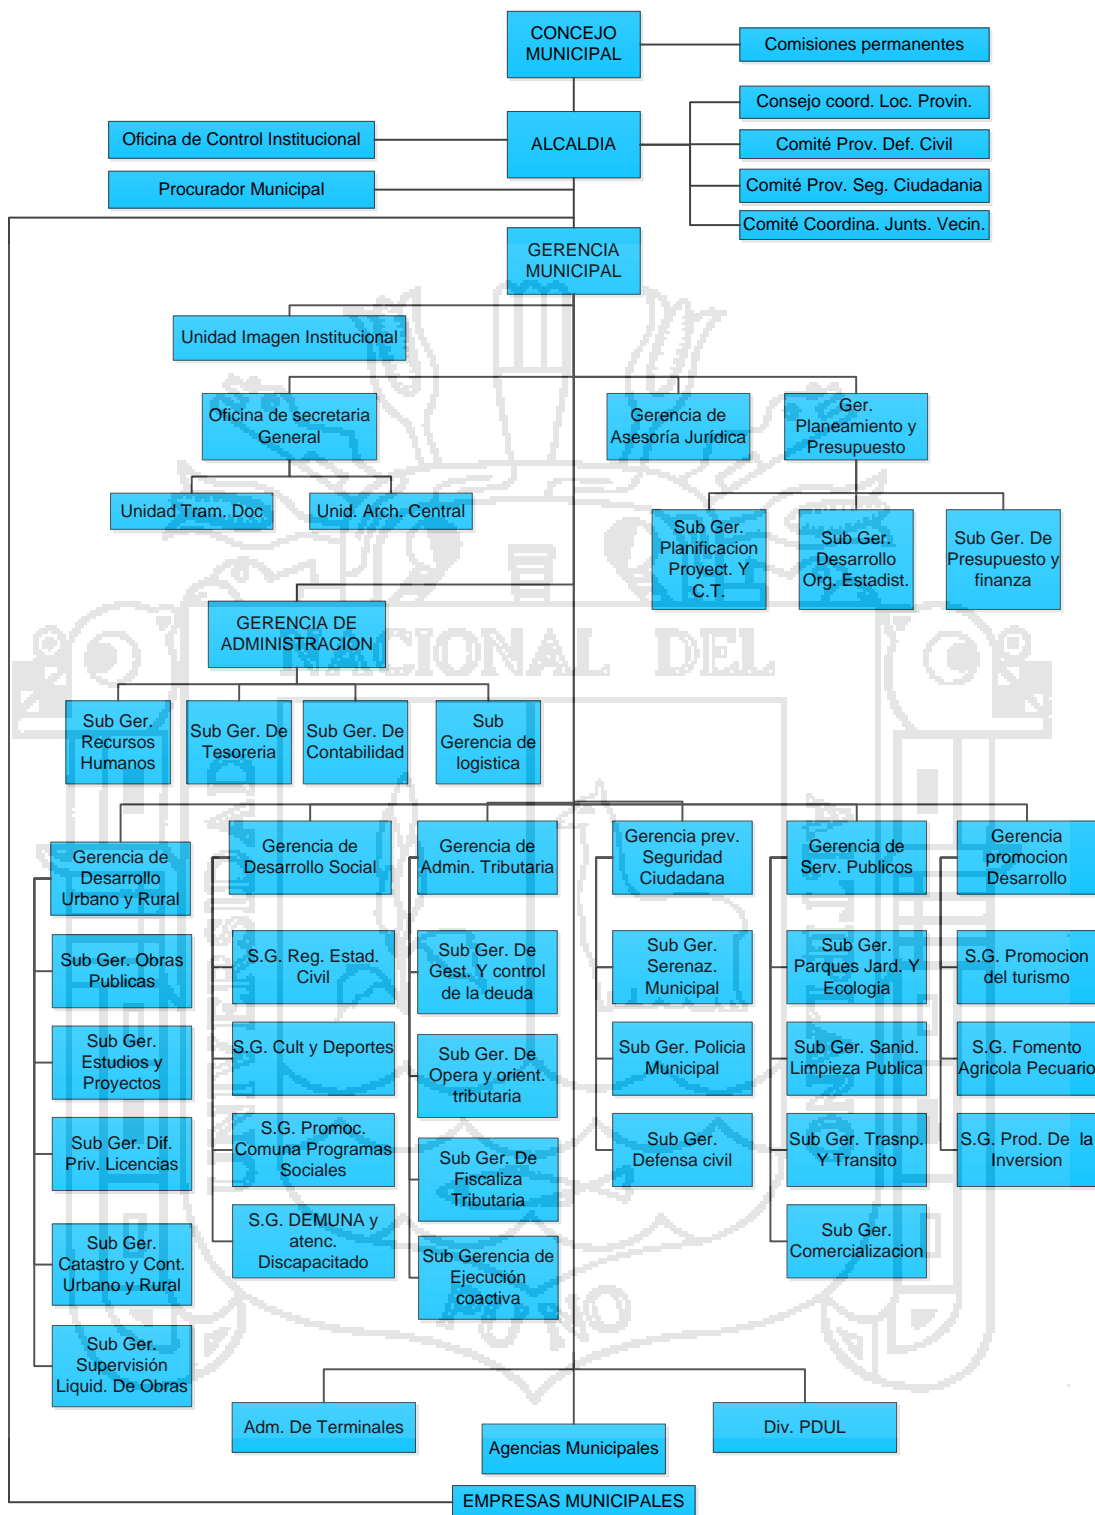 CONCEJO
MUNICIPAL
Comisiones permanentes
Consejo coord. Loc. Provin.
Oficina de Control Institucional
ALCALDIA
Comité Prov. Def. Civil
Procurador Municipal
Comité Prov. Seg. Ciudadania
Comité Coordina. Junts. Vecin.
GERENCIA
MUNICIPAL
Unidad Imagen Institucional
Oficina de secretaria
General
Gerencia de
Asesoría Jurídica
Ger.
Planeamiento y
Presupuesto
Unidad Tram. Doc
Unid. Arch. Central
Sub Ger.
Planificacion
Proyect. Y
C.T.
Sub Ger.
Desarrollo
Org. Estadist.
Sub Ger. De
Presupuesto y
finanza
GERENCIA DE
ADMINISTRACION
NACIONAL DEL
Sub Ger.
Recursos
Humanos
Sub Ger. De
Tesoreria
Sub Ger. De
Contabilidad
Sub
Gerencia de
logistica
UNIVERSIDAD
ALTIPLANO
Gerencia de
Desarrollo
Urbano y Rural
Gerencia de
Desarrollo Social
Gerencia de
Admin. Tributaria
Gerencia prev.
Seguridad
Ciudadana
Gerencia de
Serv. Publicos
Gerencia
promocion
Desarrollo
Sub Ger. Obras
Publicas
S.G. Reg. Estad.
Civil
Sub Ger. De
Gest. Y control
de la deuda
Sub Ger.
Serenaz.
Municipal
Sub Ger.
Parques Jard. Y
Ecologia
S.G. Promocion
del turismo
Sub Ger.
Estudios y
Proyectos
S.G. Cult y Deportes
Sub Ger. De
Opera y orient.
tributaria
Sub Ger. Policia
Municipal
Sub Ger. Sanid.
Limpieza Publica
S.G. Fomento
Agricola Pecuario
Sub Ger. Dif.
Priv. Licencias
S.G. Promoc.
Comuna Programas
Sociales
Sub Ger. De
Fiscaliza
Tributaria
Sub Ger.
Defensa civil
Sub Ger. Trasnp.
Y Transito
S.G. Prod. De la
Inversion
Sub Ger.
Catastro y Cont.
Urbano y Rural
S.G. DEMUNA y
atenc.
Discapacitado
Sub Gerencia de
Ejecución
coactiva
Sub Ger.
Comercializacion
PUNO
Sub Ger.
Supervisión
Liquid. De Obras
Adm. De Terminales
Agencias Municipales
Div. PDUL
EMPRESAS MUNICIPALES